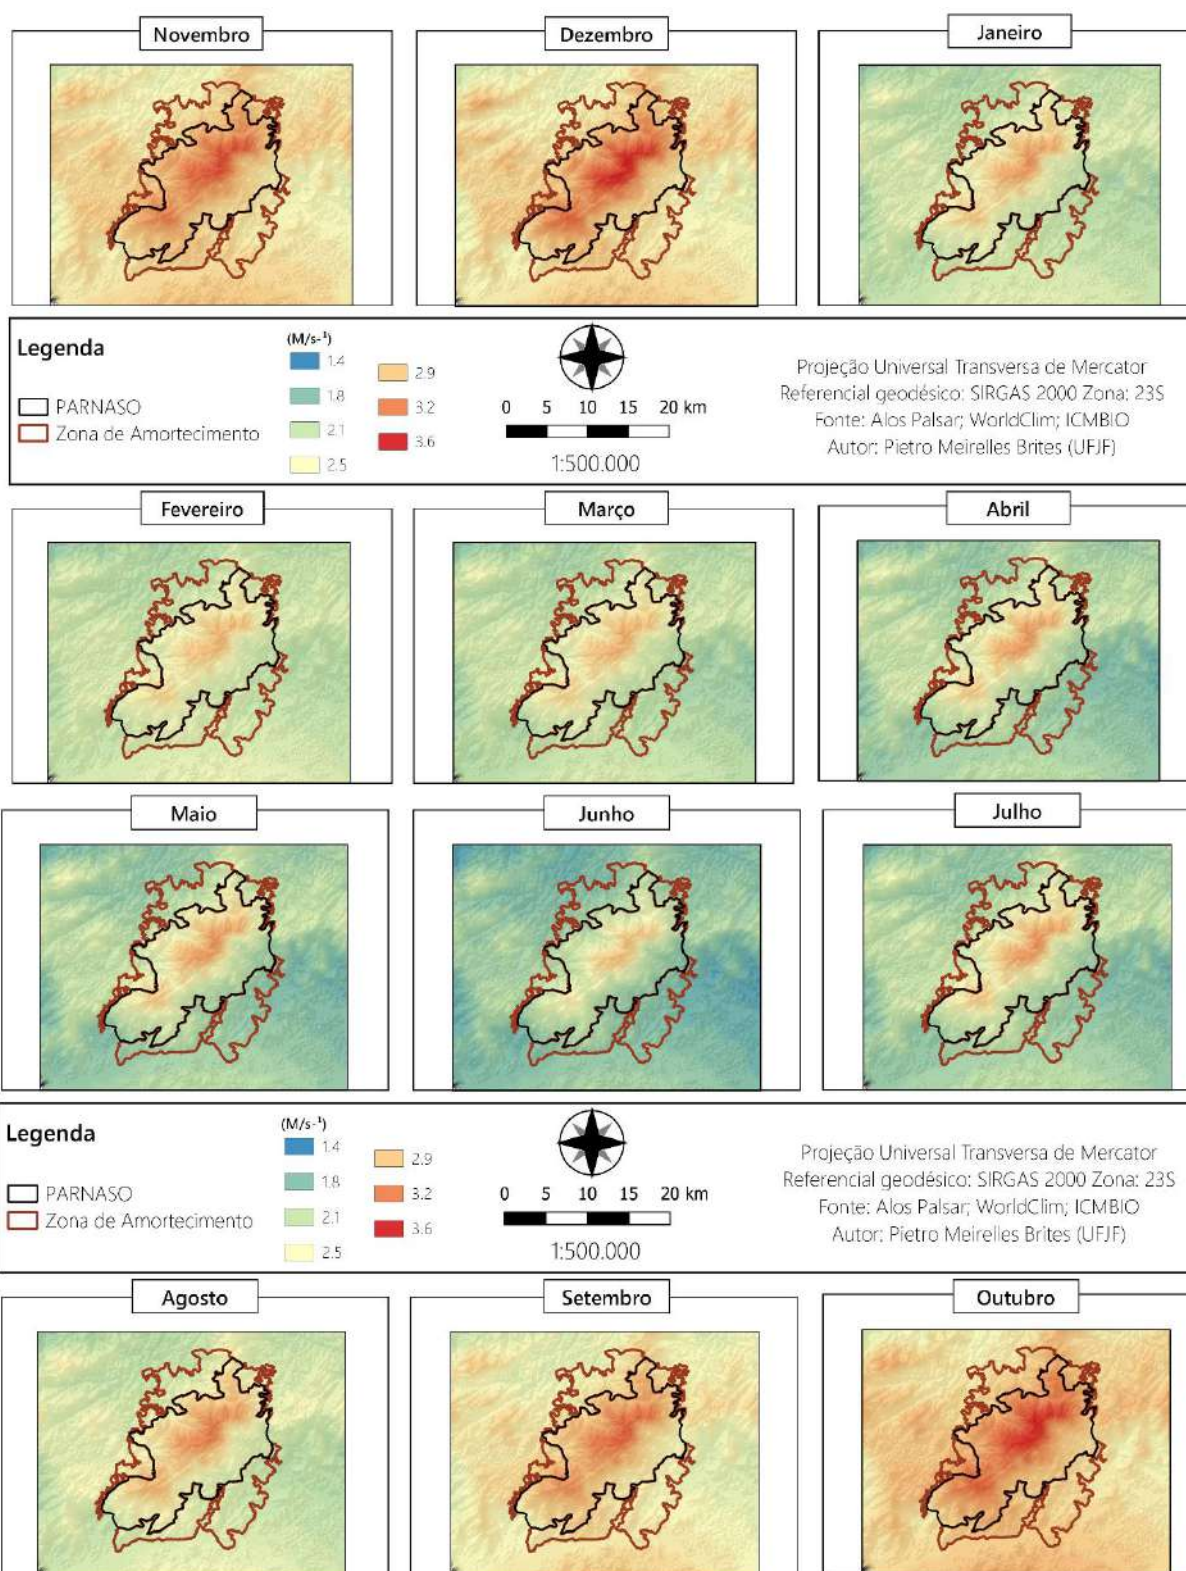 Novembro
Dezembro
Janeiro
Legenda
PARNASO
Zona de Amortecimento
(M/s-¹)
1.4
1.8
2.1
2.5
2.9
3.2
3.6
0 5 10 15 20 km
1:500.000
Projeção Universal Transversa de Mercator
Referencial geodésico: SIRGAS 2000 Zona: 23S
Fonte: Alos Palsar; WorldClim; ICMBIO
Autor: Pietro Meirelles Brites (UFJF)
Fevereiro
Março
Abril
Maio
Junho
Julho
Legenda
PARNASO
Zona de Amortecimento
(M/s-¹)
1.4
1.8
2.1
2.5
2.9
3.2
3.6
0 5 10 15 20 km
1:500.000
Projeção Universal Transversa de Mercator
Referencial geodésico: SIRGAS 2000 Zona: 23S
Fonte: Alos Palsar; WorldClim; ICMBIO
Autor: Pietro Meirelles Brites (UFJF)
Agosto
Setembro
Outubro